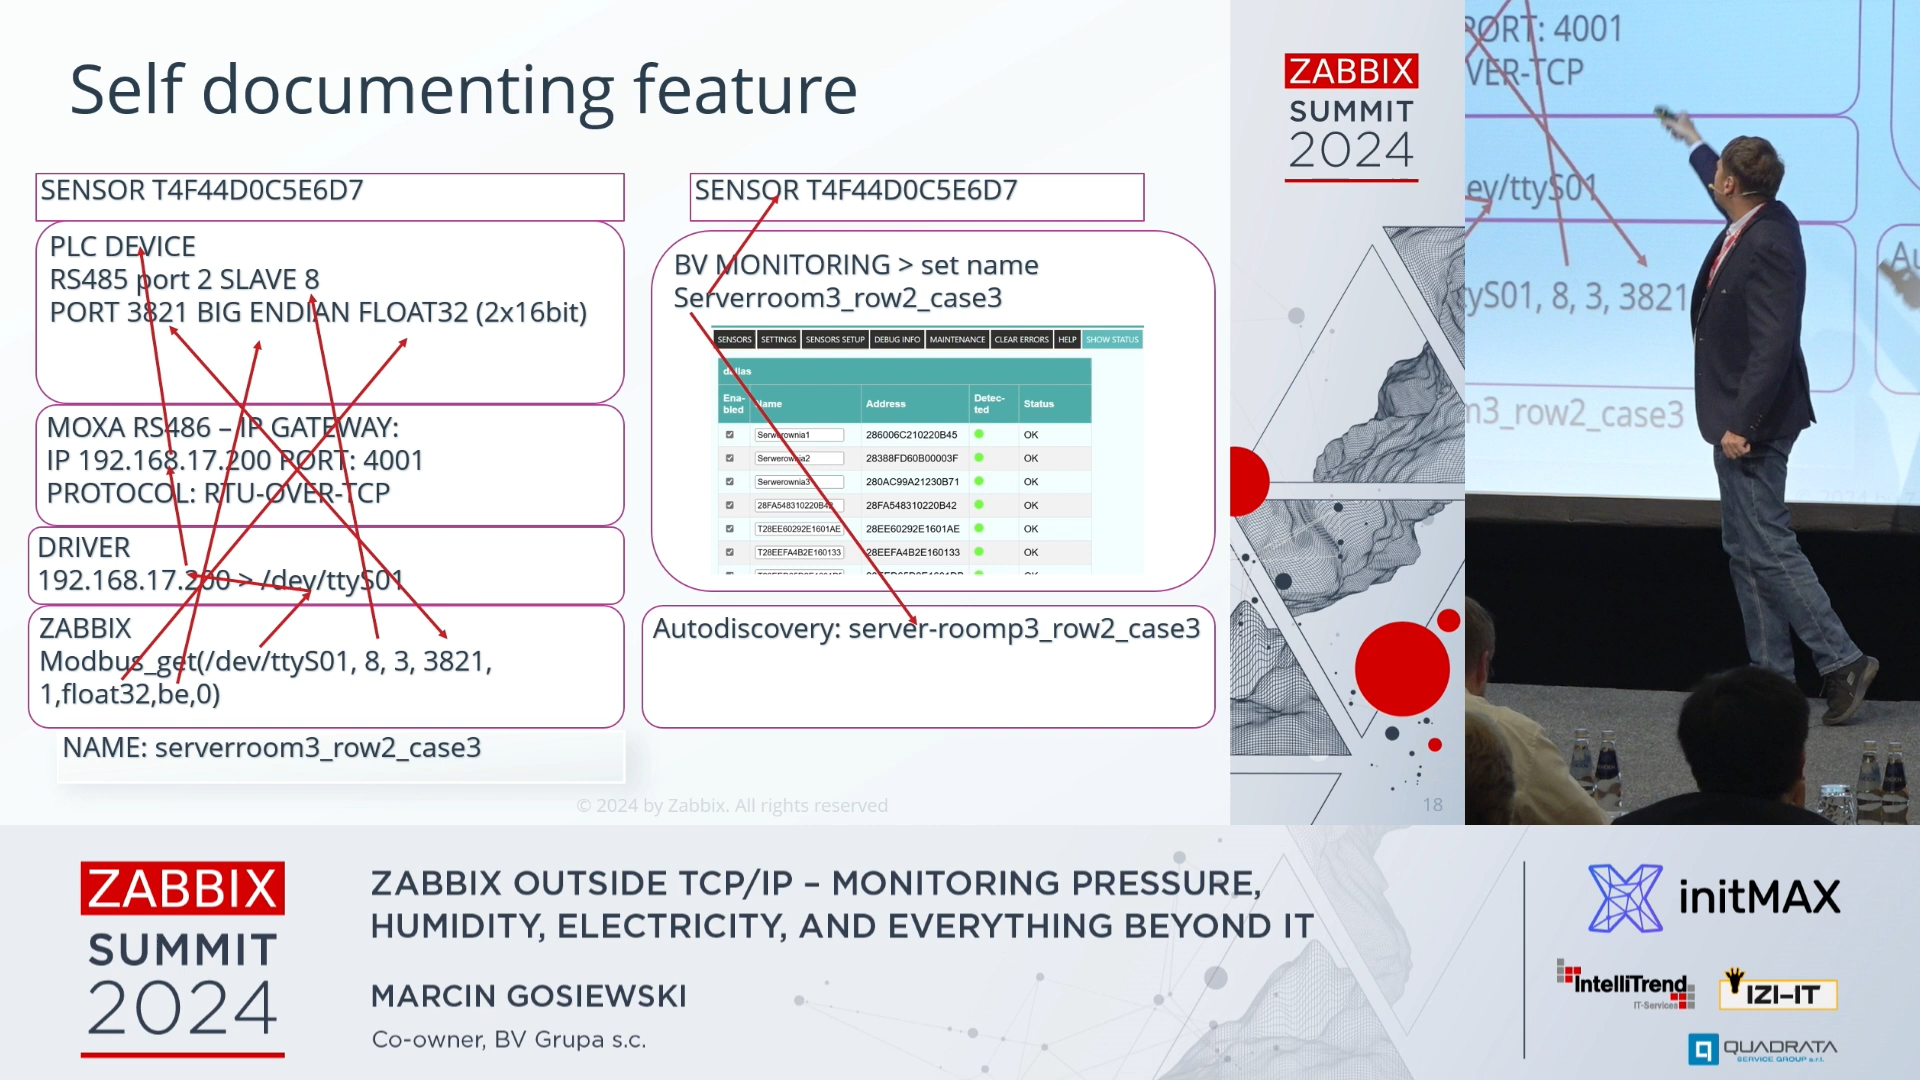 Self documenting feature
SENSOR T4F44D0C5E6D7
PLC DEVICE
RS485 port 2 SLAVE 8
PORT 3821 BIG ENDIAN FLOAT32 (2x16bit)
MOXA RS486 – IP GATEWAY:
IP 192.168.17.200 PORT: 4001
PROTOCOL: RTU-OVER-TCP
DRIVER
192.168.17.200 > /dev/ttyS01
ZABBIX
Modbus_get(/dev/ttyS01, 8, 3, 3821,
1,float32,be,0)
NAME: serverroom3_row2_case3
SENSOR T4F44D0C5E6D7
BV MONITORING > set name
Serverroom3_row2_case3
SENSORS SETTINGS SENSORS SETUP DEBUG INFO MAINTENANCE CLEAR ERRORS HELP SHOW STATUS
dallas
Ena-bled Name Address Detec-ted Status
Serwerownia1 286006C210220B45 OK
Serwerownia2 28388FD60B00003F OK
Serwerownia3 280AC99A21230B71 OK
28FA548310220B42 28FA548310220B42 OK
T28EE60292E1601AE 28EE60292E1601AE OK
T28EEFA4B2E160133 28EEFA4B2E160133 OK
Autodiscovery: server-roomp3_row2_case3
© 2024 by Zabbix. All rights reserved
18
ZABBIX
SUMMIT
2024
PORT: 4001
VER-TCP
ev/ttyS01
tyS01, 8, 3, 3821
m3_row2_case3
Au
ZABBIX
SUMMIT
2024
ZABBIX OUTSIDE TCP/IP – MONITORING PRESSURE,
HUMIDITY, ELECTRICITY, AND EVERYTHING BEYOND IT
MARCIN GOSIEWSKI
Co-owner, BV Grupa s.c.
initMAX
IntelliTrend
IT-Services
IZI-IT
QUADRATA
SERVICE GROUP s.r.l.